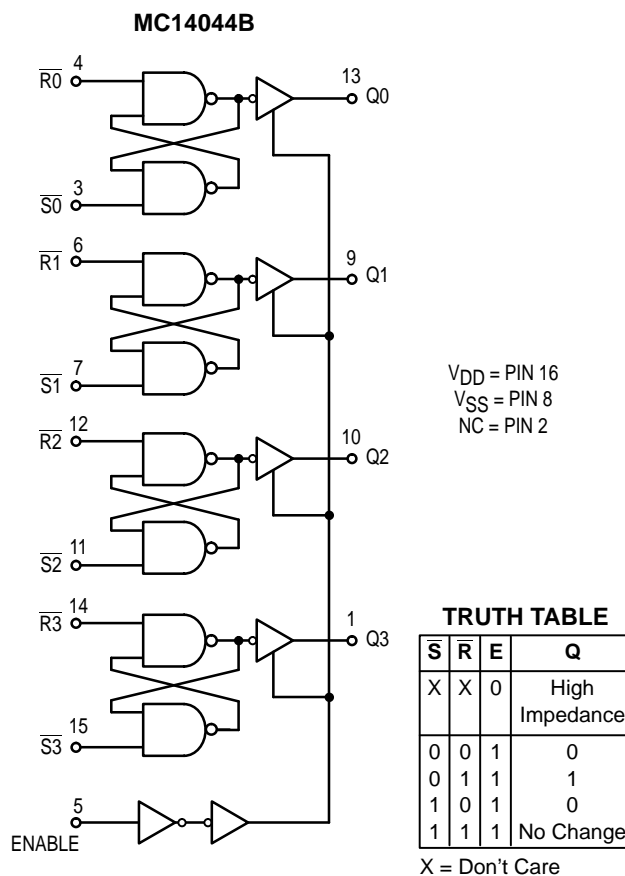 MC14044B
R0 4
13 Q0
S0 3
R1 6
9 Q1
S1 7
R2 12
10 Q2
S2 11
R3 14
1 Q3
S3 15
5
ENABLE
VDD = PIN 16
VSS = PIN 8
NC = PIN 2
TRUTH TABLE
S R E Q
X X 0 High
Impedance
0 0 1 0
0 1 1 1
1 0 1 0
1 1 1 No Change
X = Don't Care